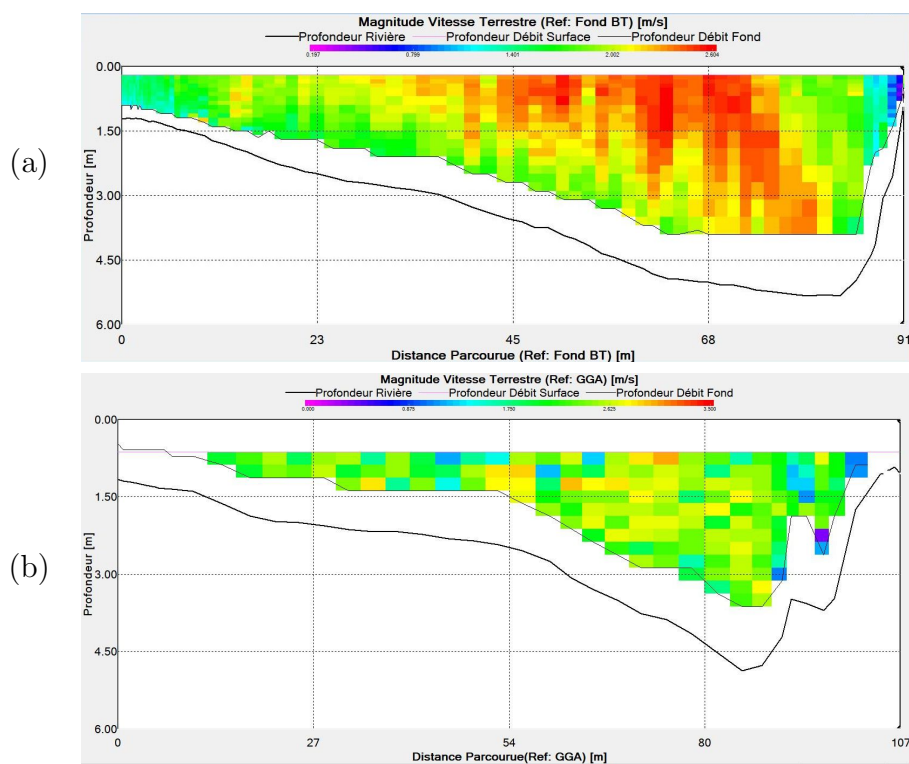 (a)
Magnitude Vitesse Terrestre (Ref: Fond BT) [m/s]
Profondeur Rivière Profondeur Débit Surface Profondeur Débit Fond
0.197 0.799 1.401 2.002 2.604
Profondeur [m]
0.00
1.50
3.00
4.50
6.00
0 23 45 68 91
Distance Parcourue (Ref: Fond BT) [m]
(b)
Magnitude Vitesse Terrestre (Ref: GGA) [m/s]
Profondeur Rivière Profondeur Débit Surface Profondeur Débit Fond
0.000 0.875 1.750 2.625 3.500
Profondeur [m]
0.00
1.50
3.00
4.50
6.00
0 27 54 80 107
Distance Parcourue(Ref: GGA) [m]